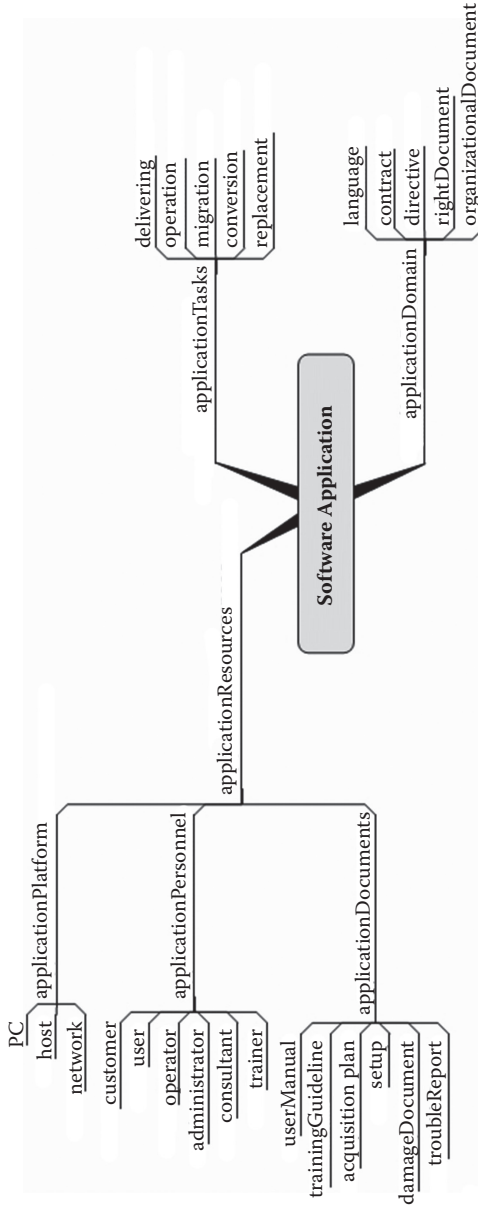 Software Application
applicationTasks
delivering
operation
migration
conversion
replacement
applicationDomain
language
contract
directive
rightDocument
organizationalDocument
applicationResources
applicationPlatform
PC
host
network
applicationPersonnel
customer
user
operator
administrator
consultant
trainer
applicationDocuments
userManual
trainingGuideline
acquisition plan
setup
damageDocument
troubleReport